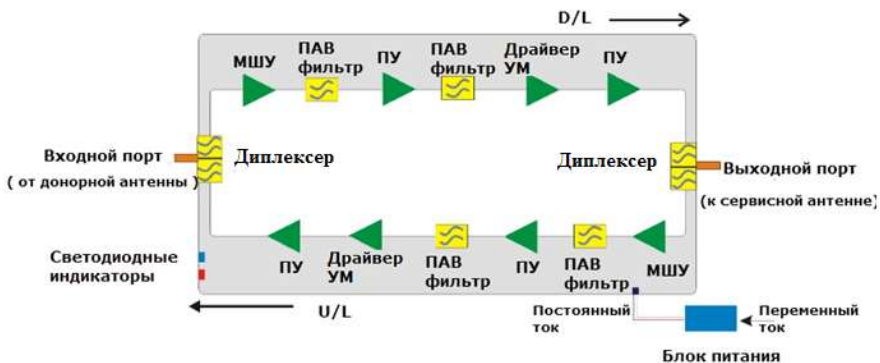 D/L
МШУ
ПАВ
фильтр
ПУ
ПАВ
фильтр
Драйвер
УМ
ПУ
Входной порт
( от донорной антенны )
Диплексер
Диплексер
Выходной порт
(к сервисной антенне)
Светодиодные
индикаторы
ПУ
Драйвер
УМ
ПАВ
фильтр
ПУ
ПАВ
фильтр
МШУ
U/L
Постоянный
ток
Переменный
ток
Блок питания